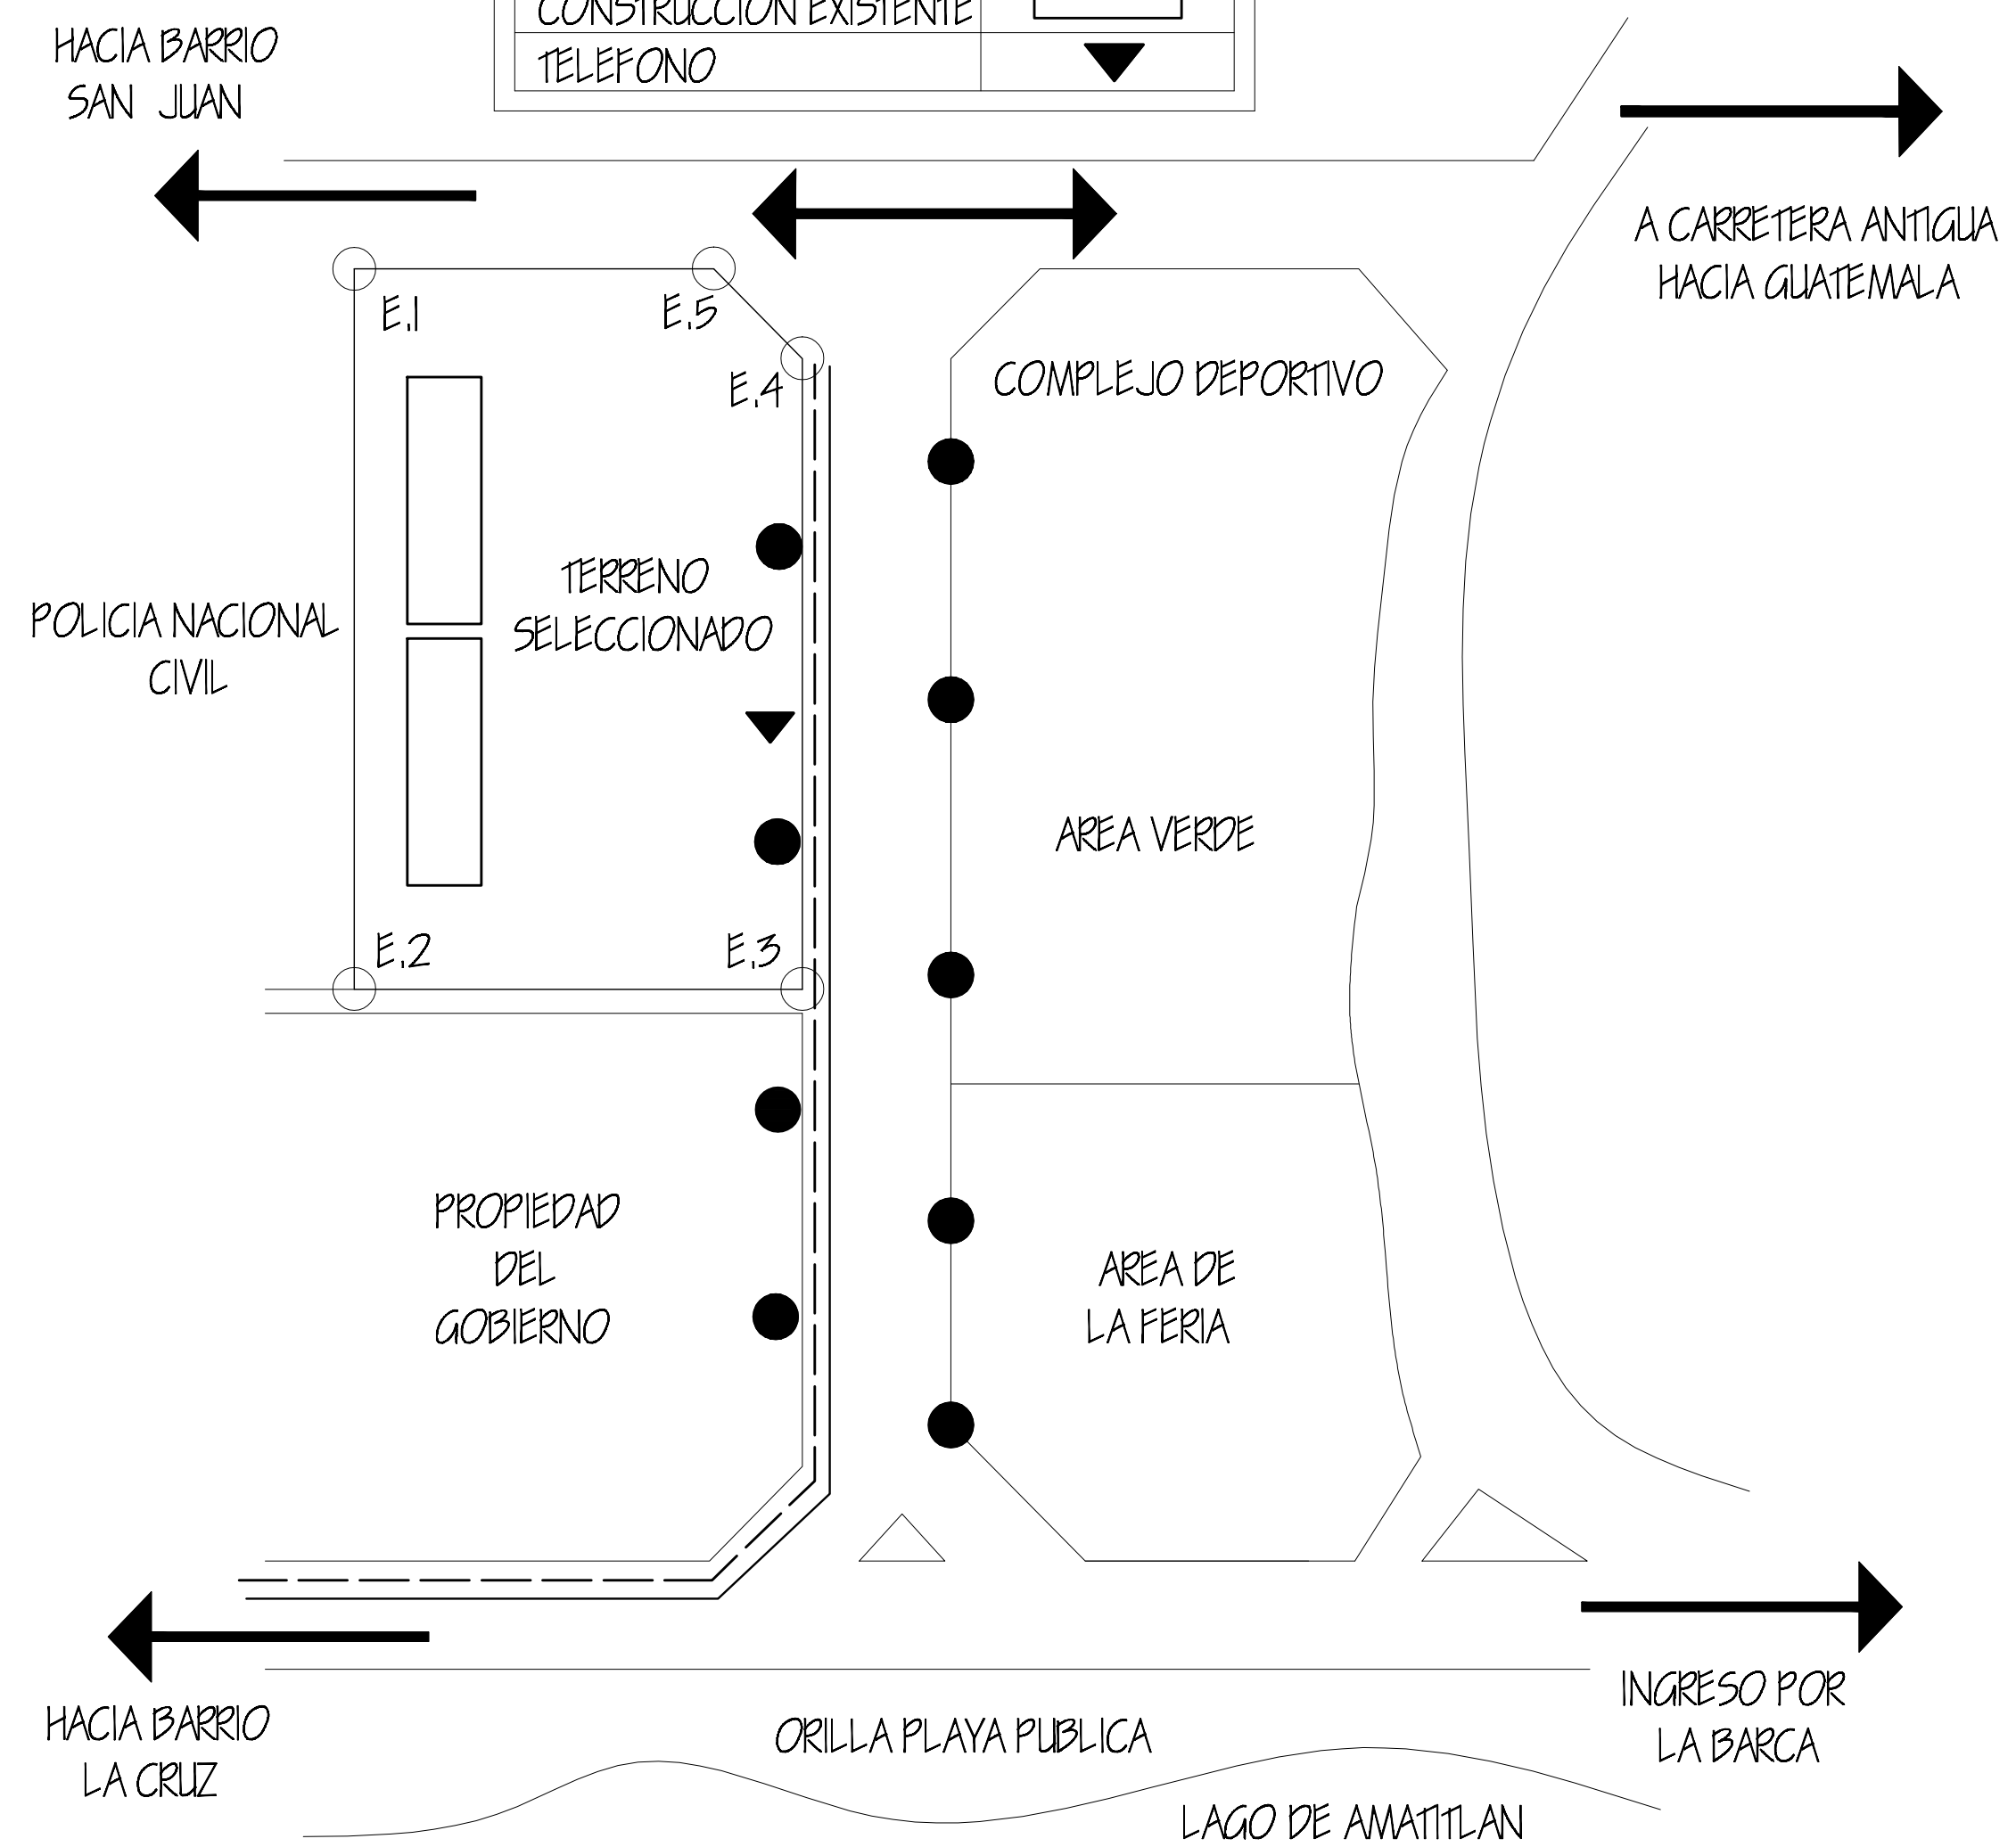 CONSTRUCCION EXISTENTE
TELEFONO
HACIA BARRIO
SAN JUAN
A CARRETERA ANTIGUA
HACIA GUATEMALA
E.1
E.5
E.4
COMPLEJO DEPORTIVO
TERRENO
SELECCIONADO
POLICIA NACIONAL
CIVIL
AREA VERDE
E.2
E.3
PROPIEDAD
DEL
GOBIERNO
AREA DE
LA FERIA
HACIA BARRIO
LA CRUZ
ORILLA PLAYA PUBLICA
INGRESO POR
LA BARCA
LAGO DE AMATITLAN